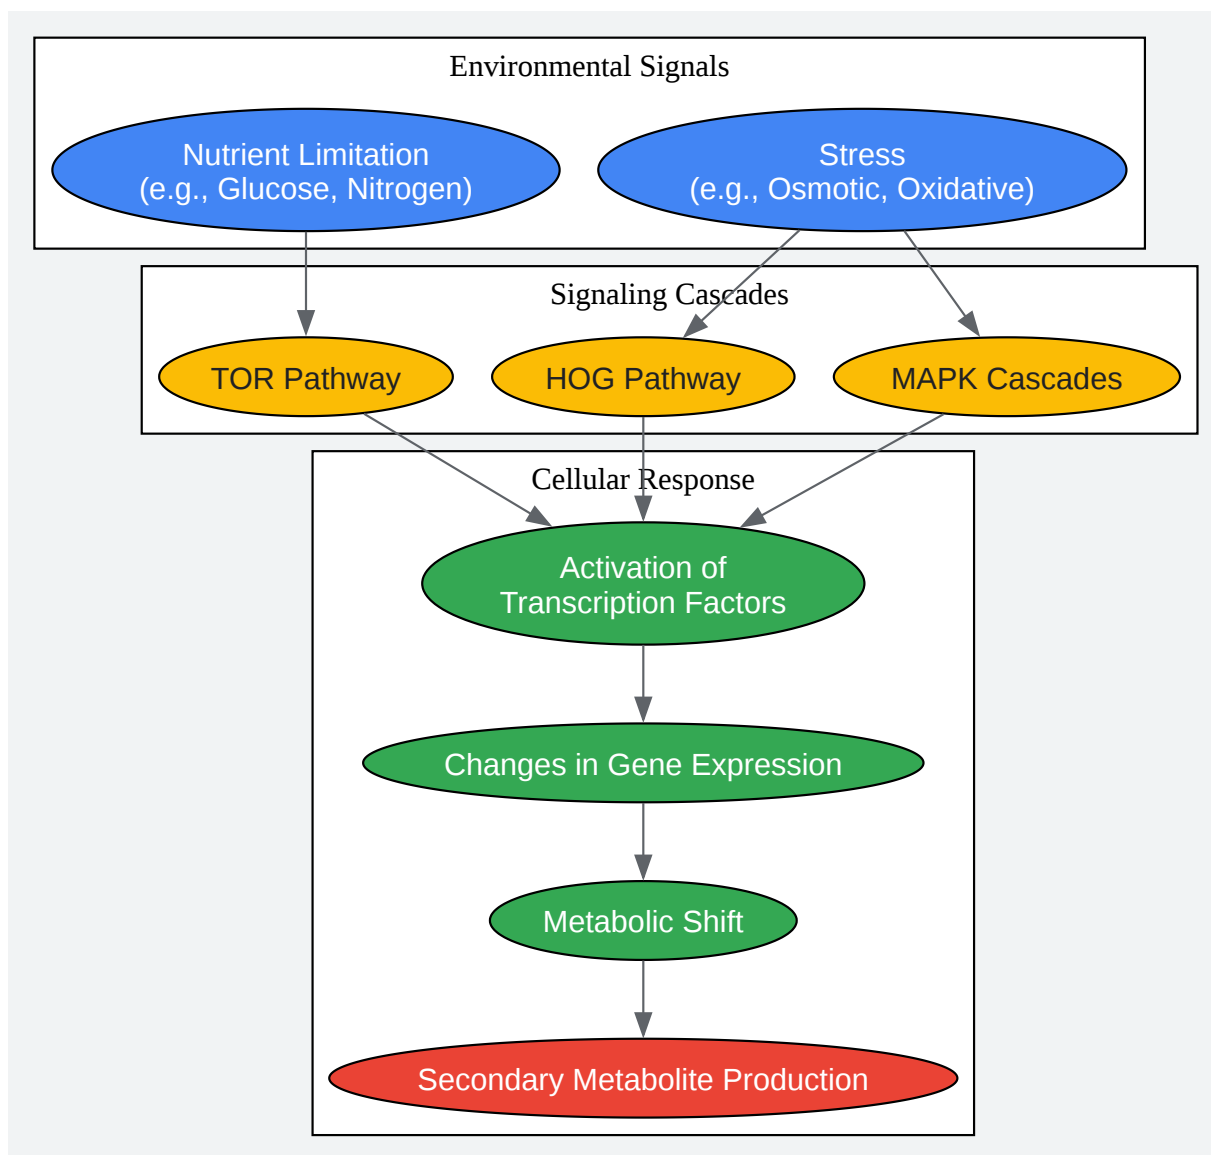 Environmental Signals
Nutrient Limitation
(e.g., Glucose, Nitrogen)
Stress
(e.g., Osmotic, Oxidative)
Signaling Cascades
TOR Pathway
HOG Pathway
MAPK Cascades
Cellular Response
Activation of
Transcription Factors
Changes in Gene Expression
Metabolic Shift
Secondary Metabolite Production